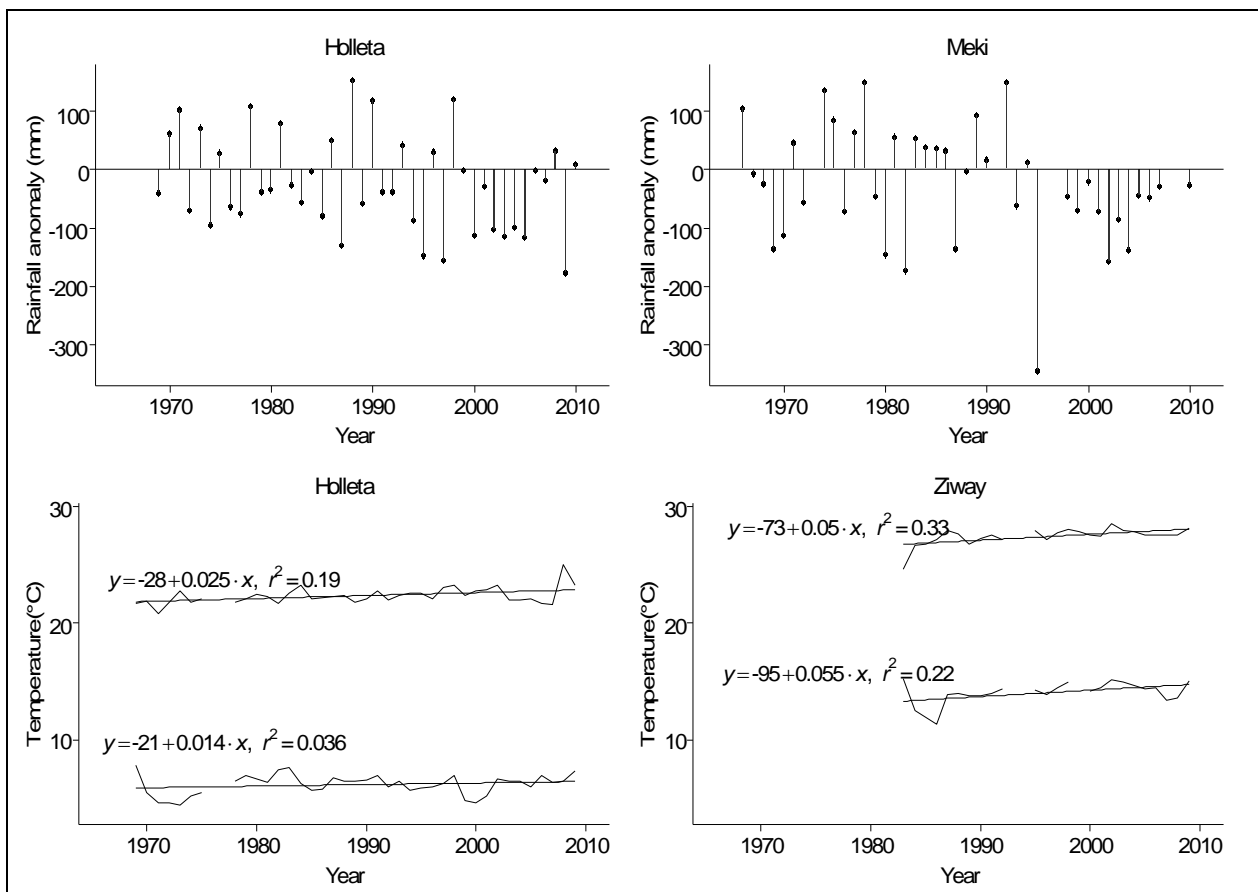 Holleta
Rainfall anomaly (mm)
100
0
-100
-200
-300
1970 1980 1990 2000 2010
Year
Meki
Rainfall anomaly (mm)
100
0
-100
-200
-300
1970 1980 1990 2000 2010
Year
Holleta
Temperature(°C)
30
20
10
y=-28+0.025·x, r²=0.19
y=-21+0.014·x, r²=0.036
1970 1980 1990 2000 2010
Year
Ziway
Temperature(°C)
30
20
10
y=-73+0.05·x, r²=0.33
y=-95+0.055·x, r²=0.22
1970 1980 1990 2000 2010
Year